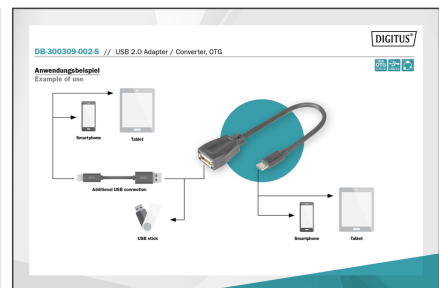 DIGITUS®
DB-300309-002-S // USB 2.0 Adapter / Converter, OTG
Anwendungsbeispiel
Example of use
OTG
Smartphone
Tablet
Additional USB connection
USB stick
Smartphone
Tablet